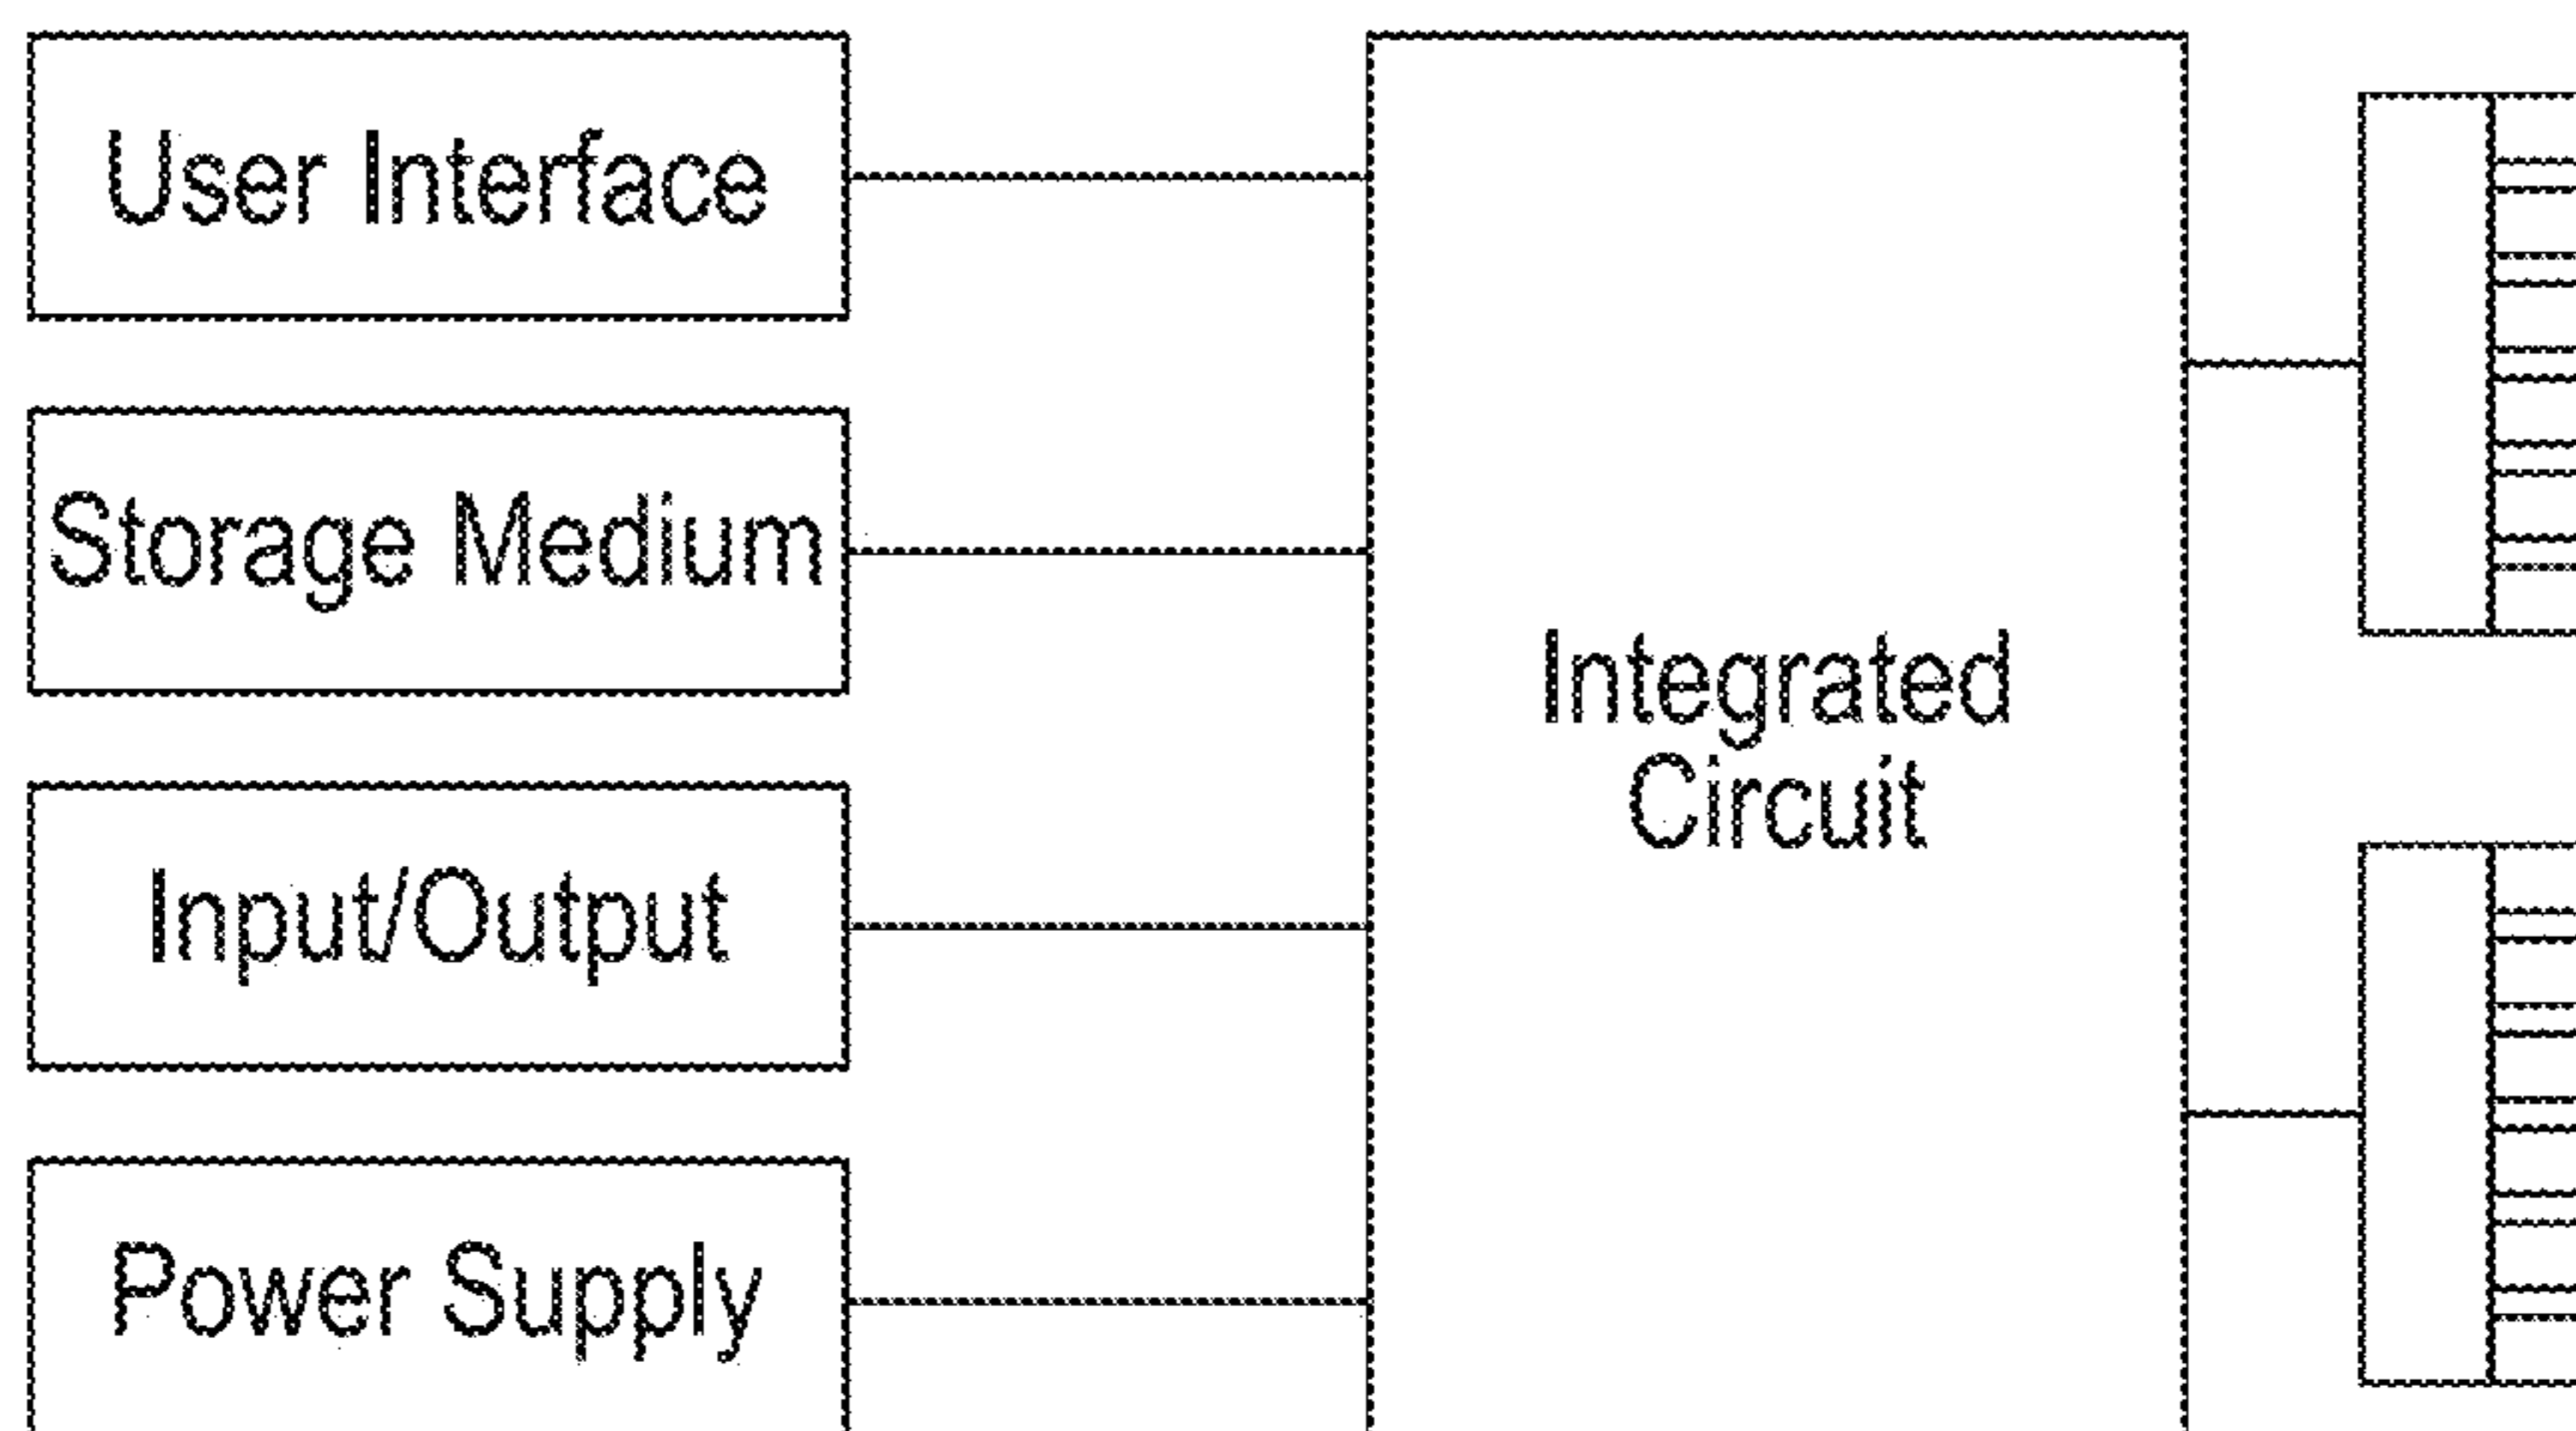 User Interface
Storage Medium
Input/Output
Power Supply
Integrated
Circuit